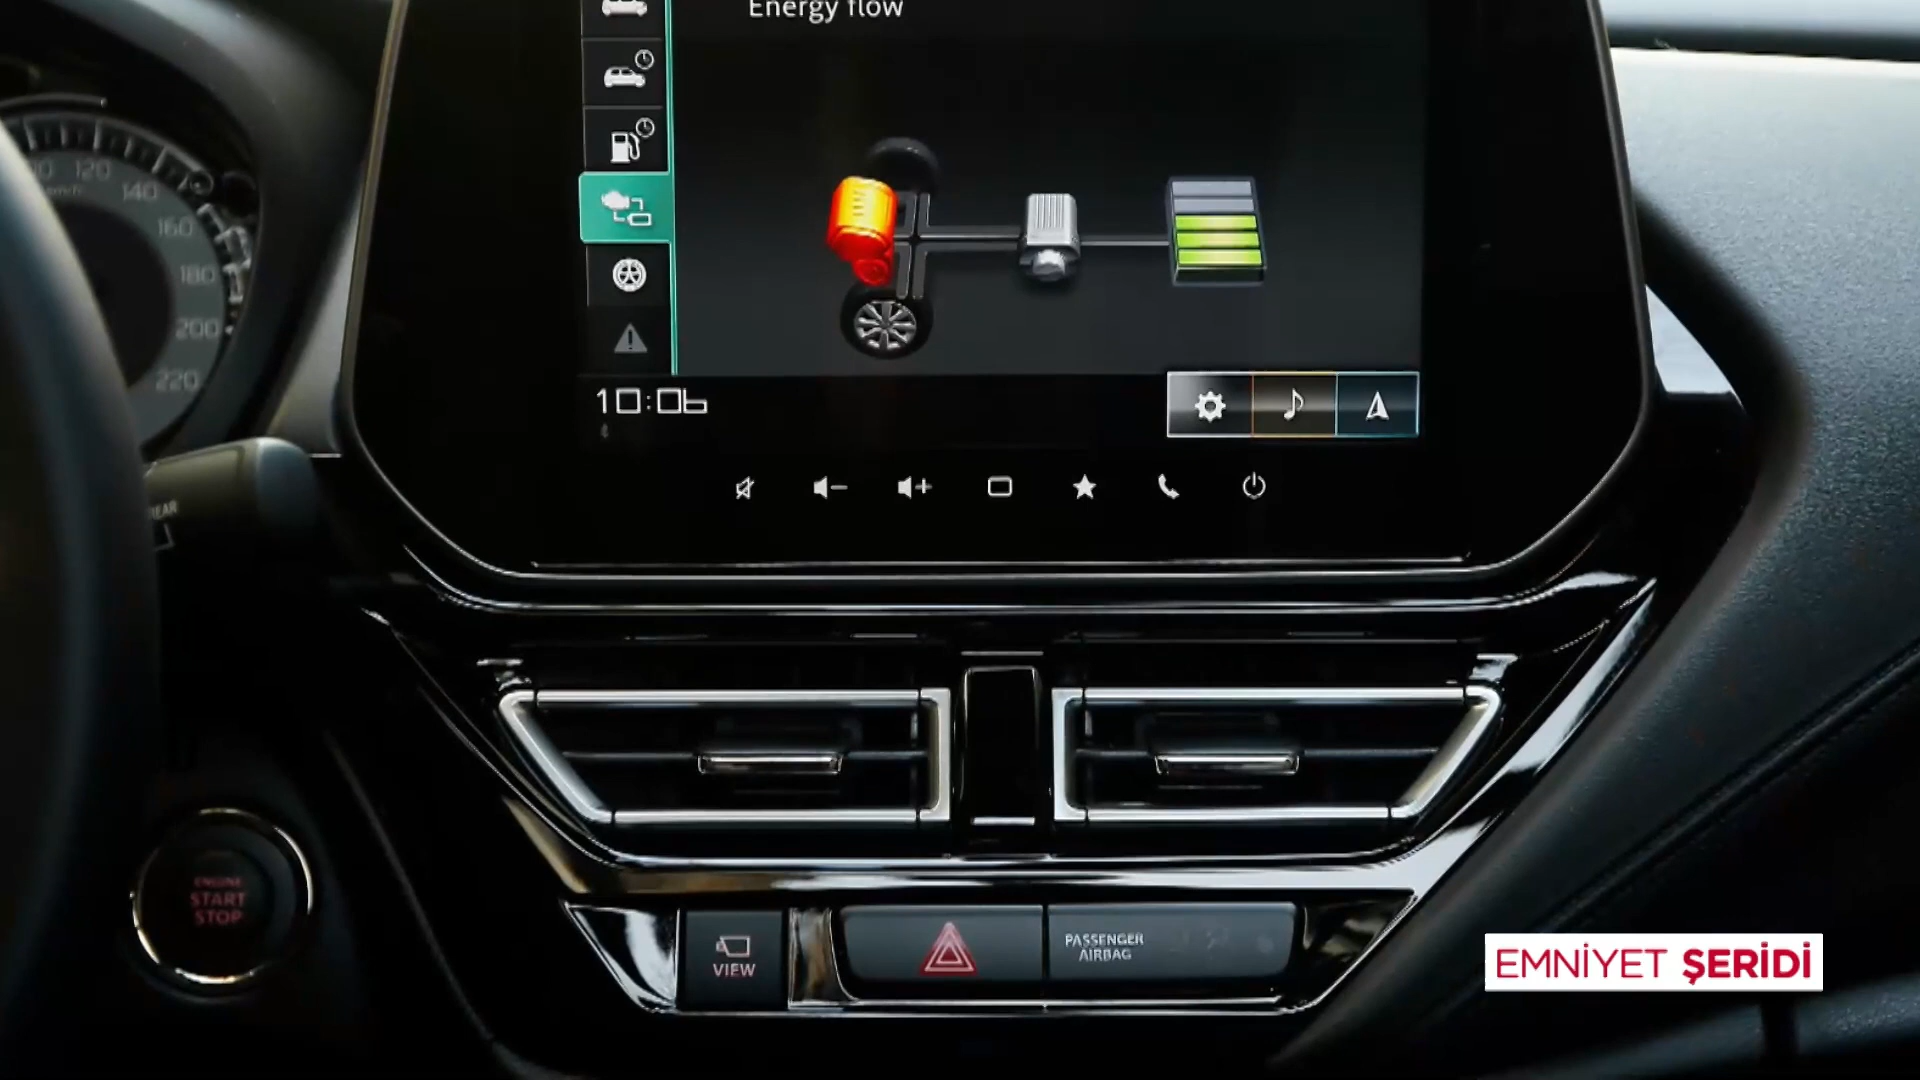 Energy flow
120
140
160
180
200
220
10:06
REAR
ENGINE
START
STOP
VIEW
PASSENGER
AIRBAG
EMNİYET ŞERİDİ